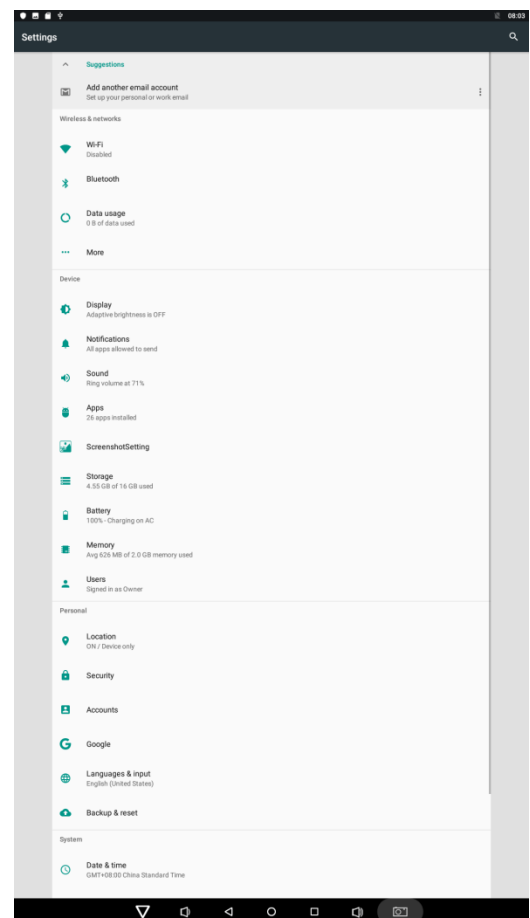 08:03
Settings
Suggestions
Add another email account
Set up your personal or work email
Wireless & networks
Wi-Fi
Disabled
Bluetooth
Data usage
0 B of data used
More
Device
Display
Adaptive brightness is OFF
Notifications
All apps allowed to send
Sound
Ring volume at 71%
Apps
26 apps installed
ScreenshotSetting
Storage
4.55 GB of 16 GB used
Battery
100% - Charging on AC
Memory
Avg 626 MB of 2.0 GB memory used
Users
Signed in as Owner
Personal
Location
ON / Device only
Security
Accounts
Google
Languages & input
English (United States)
Backup & reset
System
Date & time
GMT+08:00 China Standard Time